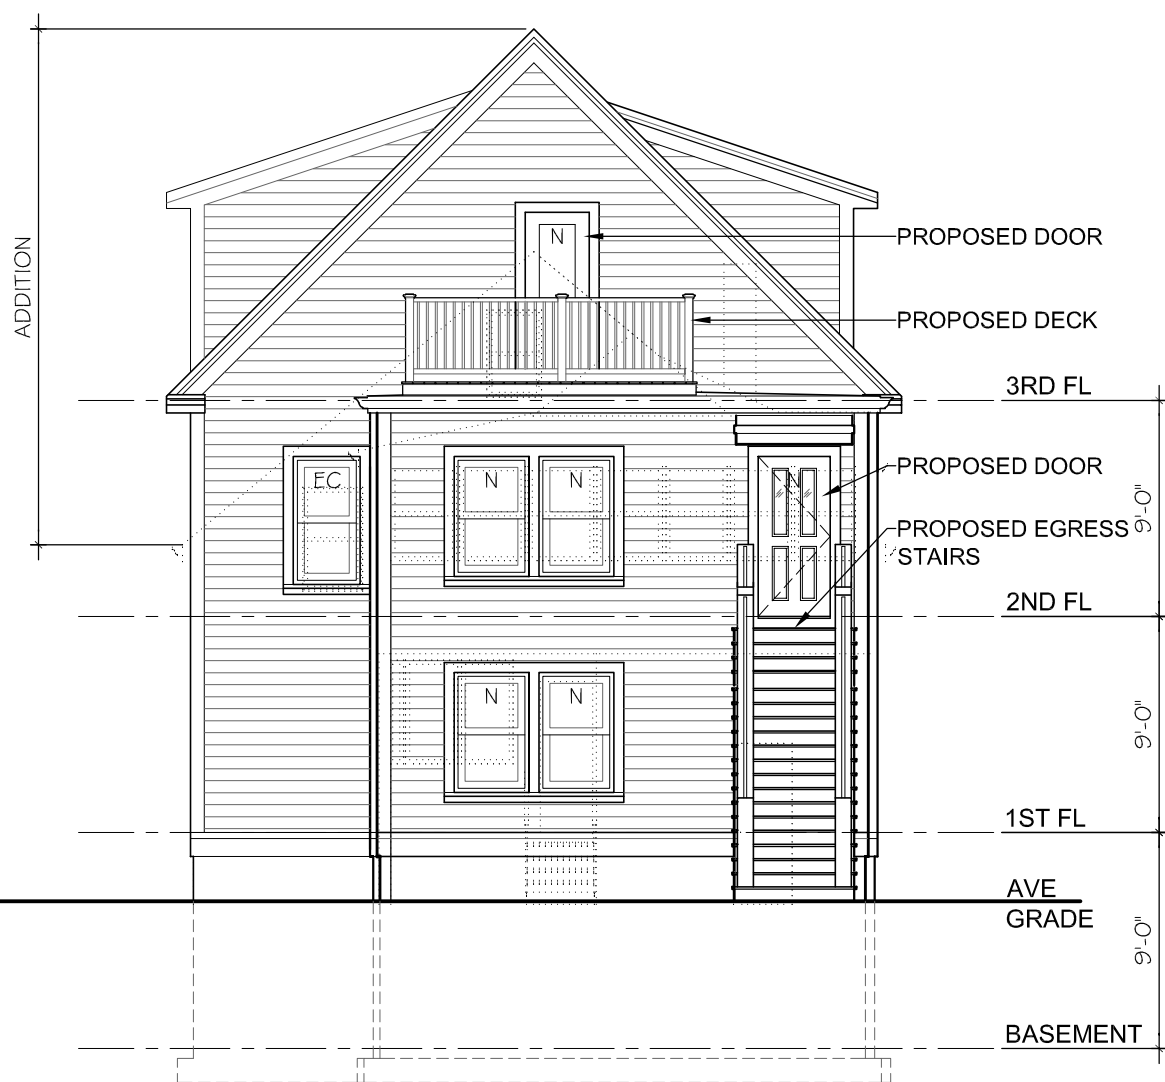 ADDITION
N
PROPOSED DOOR
PROPOSED DECK
3RD FL
EC
N
N
N
PROPOSED DOOR
9'-0"
PROPOSED EGRESS
STAIRS
2ND FL
N
N
9'-0"
1ST FL
AVE
GRADE
9'-0"
BASEMENT